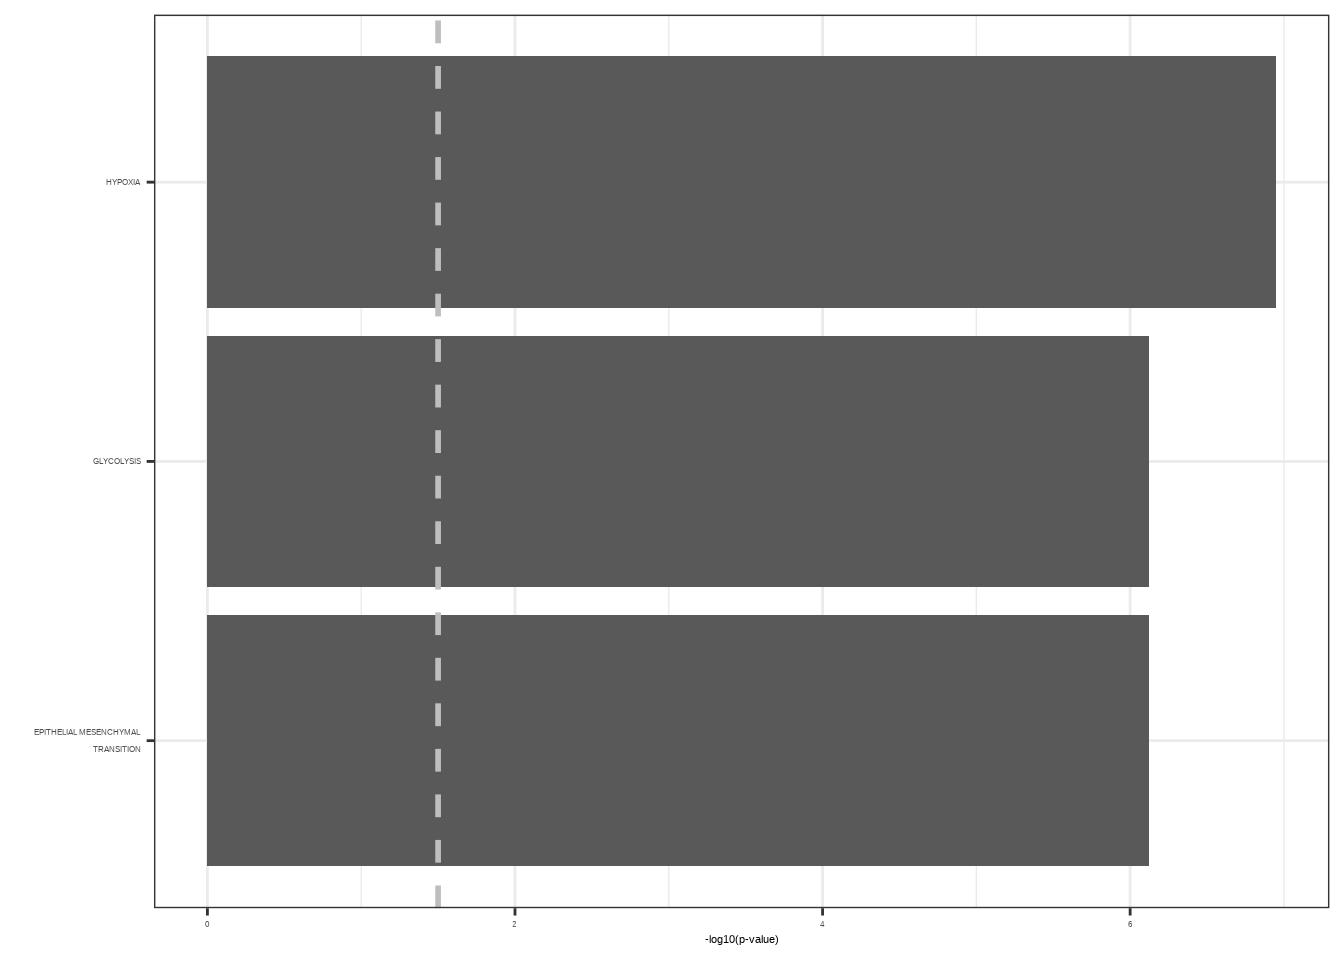 HYPOXIA
GLYCOLYSIS
EPITHELIAL MESENCHYMAL
TRANSITION
0 2 4 6
-log10(p-value)